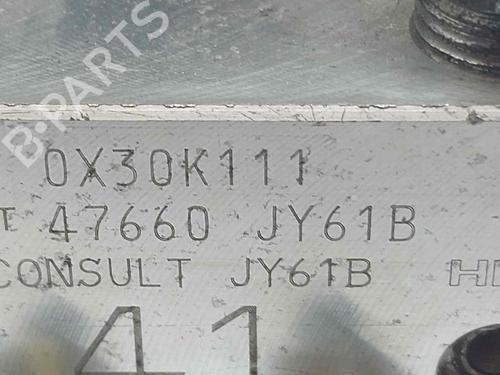 B-PARTS
0X30K111
T 47660 JY61B
CONSULT JY61B
41